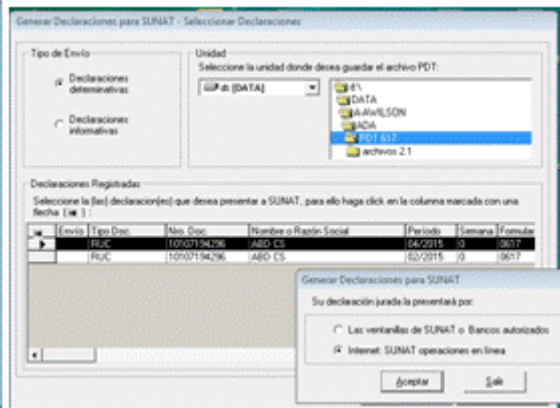 Generar Declaraciones para SUNAT - Seleccionar Declaraciones
Tipo de Envío
Declaraciones determinativas
Declaraciones informativas
Unidad
Seleccione la unidad donde desea guardar el archivo PDT:
d: [DATA]
d:\
DATA
AAWILSON
ADA
PDT 617
archivos 2.1
Declaraciones Registradas
Seleccione la (las) declaracion(es) que desea presentar a SUNAT, para ello haga click en la columna marcada con una
flecha ( ) :
Envío Tipo Doc. Nro. Doc. Nombre o Razón Social Período Semana Formular
RUC 10107194296 ABD CS 04/2015 0 0617
RUC 10107194296 ABD CS 02/2015 0 0617
Generar Declaraciones para SUNAT
Su declaración jurada la presentará por:
Las ventanillas de SUNAT o Bancos autorizados
Internet: SUNAT operaciones en línea
Aceptar Salir